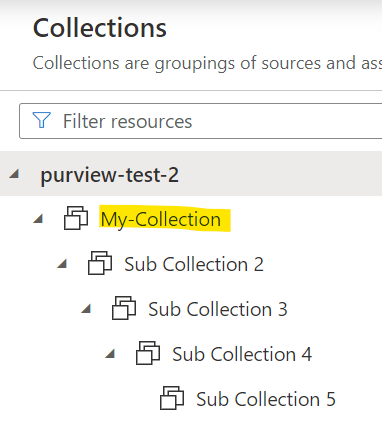 Collections
Collections are groupings of sources and ass
Filter resources
purview-test-2
My-Collection
Sub Collection 2
Sub Collection 3
Sub Collection 4
Sub Collection 5